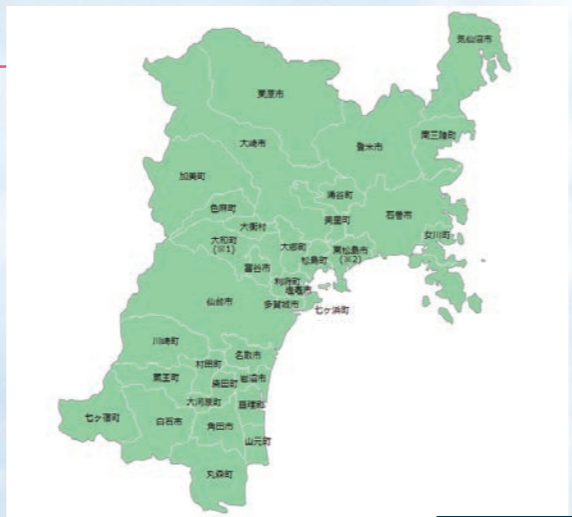 気仙沼市
栗原市
南三陸町
大崎市
登米市
加美町
涌谷町
色麻町
美里町
石巻市
大衡村
女川町
大和町
(※1)
大郷町
東松島市
(※2)
松島町
富谷市
利府町
塩竈市
仙台市
多賀城市
七ヶ浜町
川崎町
名取市
村田町
蔵王町
柴田町
岩沼市
大河原町
亘理町
七ヶ宿町
白石市
角田市
山元町
丸森町